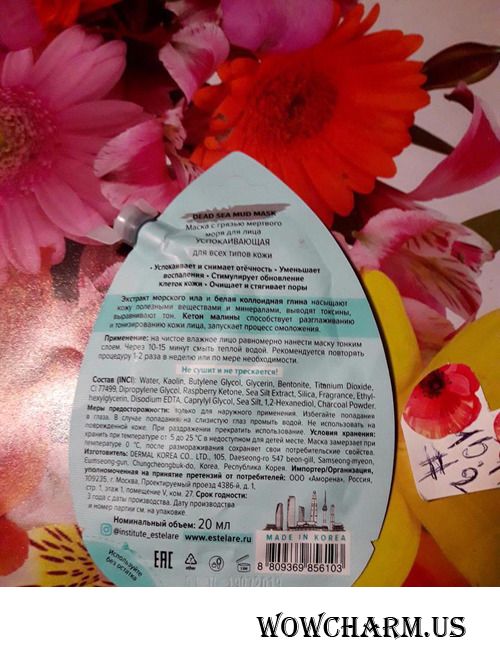 DEAD SEA MUD MASK
Маска с грязью мертвого
моря для лица
УСПОКАИВАЮЩАЯ
для всех типов кожи
• Успокаивает и снимает отёчность • Уменьшает
воспаления • Стимулирует обновление
клеток кожи • Очищает и стягивает поры
Экстракт морского ила и белая коллоидная глина насыщают
кожу полезными веществами и минералами, выводят токсины,
выравнивают тон. Кетон малины способствует разглаживанию
и тонизированию кожи лица, запускает процесс омоложения.
Применение: на чистое влажное лицо равномерно нанести маску тонким
слоем. Через 10-15 минут смыть теплой водой. Рекомендуется повторять
процедуру 1-2 раза в неделю или по мере необходимости.
Не сушит и не трескается!
Состав (INCI): Water, Kaolin, Butylene Glycol, Glycerin, Bentonite, Titanium Dioxide,
CI 77499, Dipropylene Glycol, Raspberry Ketone, Sea Silt Extract, Silica, Fragrance, Ethyl-
hexylglycerin, Disodium EDTA, Caprylyl Glycol, Sea Silt, 1,2-Hexanediol, Charcoal Powder.
Меры предосторожности: только для наружного применения. Избегайте попадания
в глаза. В случае попадания на слизистую глаз промыть водой. Не использовать на
поврежденной коже. При раздражении прекратить использование. Условия хранения:
хранить при температуре от 5 до 25 °С в недоступном для детей месте. Маска замерзает при
температуре 0 °С, после размораживания сохраняет свои потребительские свойства.
Изготовитель: DERMAL KOREA CO., LTD., 105, Daeseong-ro 547 beon-gill, Samseong-myeon,
Eumseong-gun, Chungcheongbuk-do, Korea, Республика Корея. Импортер/Организация,
уполномоченная на принятие претензий от потребителей: ООО «Аморена», Россия,
109235, г. Москва, Проектируемый проезд 4386-й, д. 1,
стр. 1, этаж 1, помещение V, ком. 27. Срок годности:
3 года с даты производства. Дату производства
и номер партии см. на упаковке.
Номинальный объем: 20 мл
@institute_estelare www.estelare.ru
MADE IN KOREA
Используйте
без остатка
EAC
12M
8 809369 856103
WOWCHARM.US